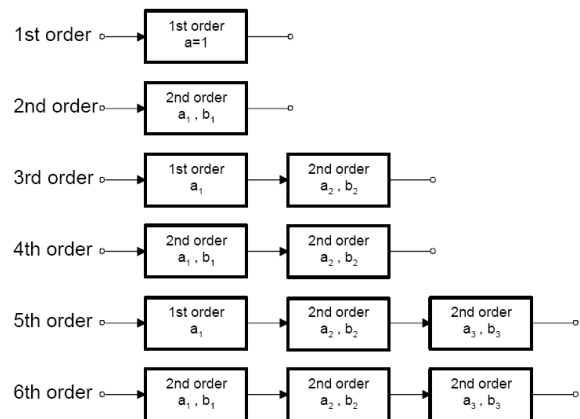 1st order
1st order
a=1
2nd order
2nd order
a₁ , b₁
3rd order
1st order
a₁
2nd order
a₂ , b₂
4th order
2nd order
a₁ , b₁
2nd order
a₂ , b₂
5th order
1st order
a₁
2nd order
a₂ , b₂
2nd order
a₃ , b₃
6th order
2nd order
a₁ , b₁
2nd order
a₂ , b₂
2nd order
a₃ , b₃